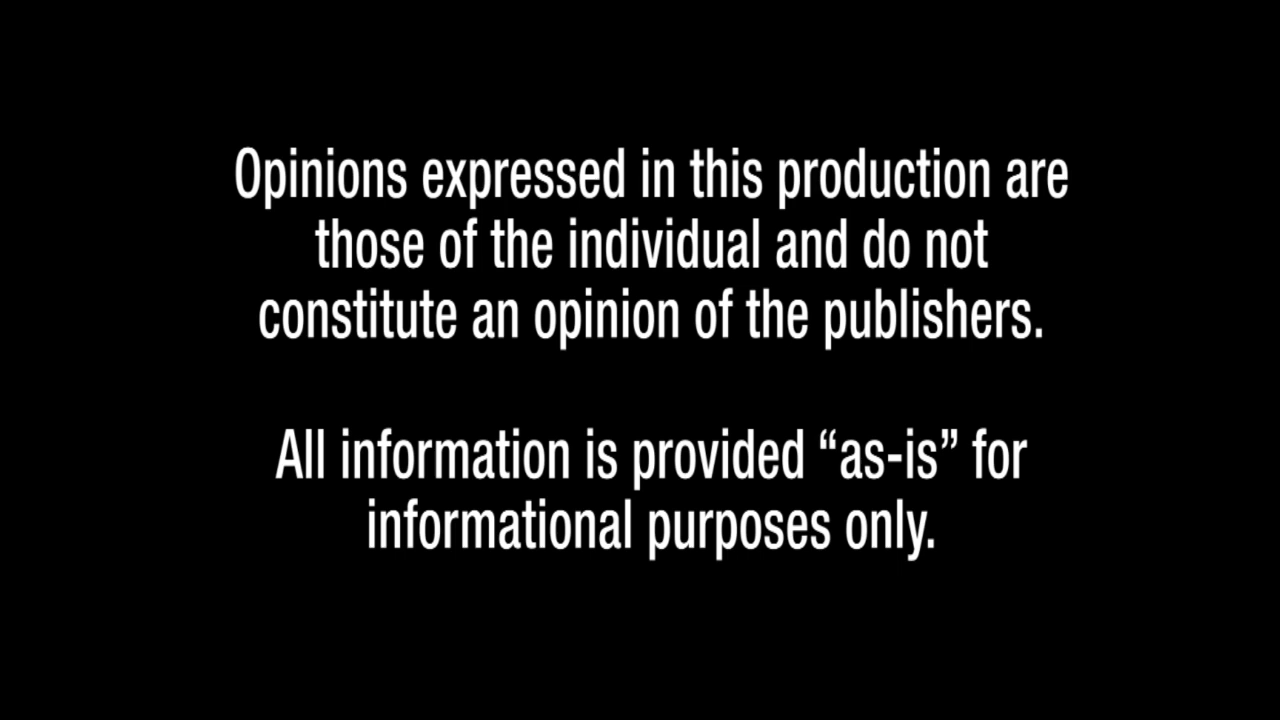 Opinions expressed in this production are
those of the individual and do not
constitute an opinion of the publishers.
All information is provided “as-is” for
informational purposes only.